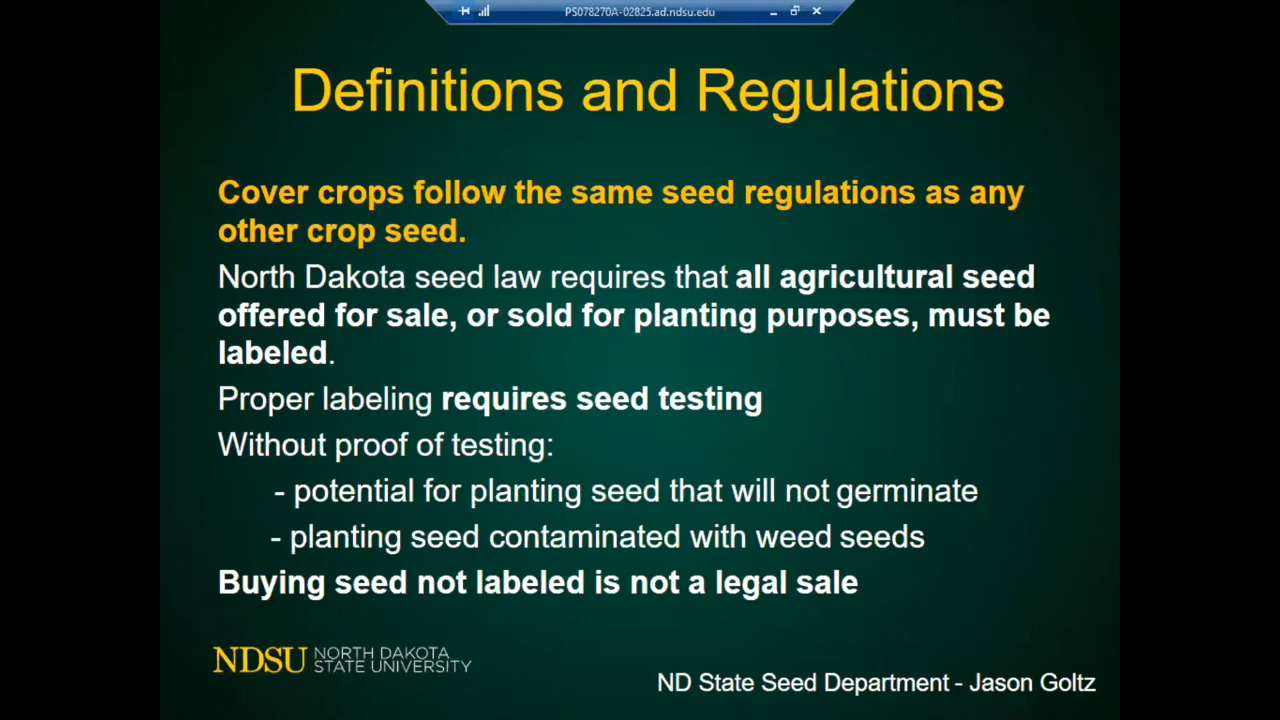 PS078270A-02825.ad.ndsu.edu
Definitions and Regulations
Cover crops follow the same seed regulations as any
other crop seed.
North Dakota seed law requires that all agricultural seed
offered for sale, or sold for planting purposes, must be
labeled.
Proper labeling requires seed testing
Without proof of testing:
- potential for planting seed that will not germinate
- planting seed contaminated with weed seeds
Buying seed not labeled is not a legal sale
NDSU NORTH DAKOTA
STATE UNIVERSITY
ND State Seed Department - Jason Goltz